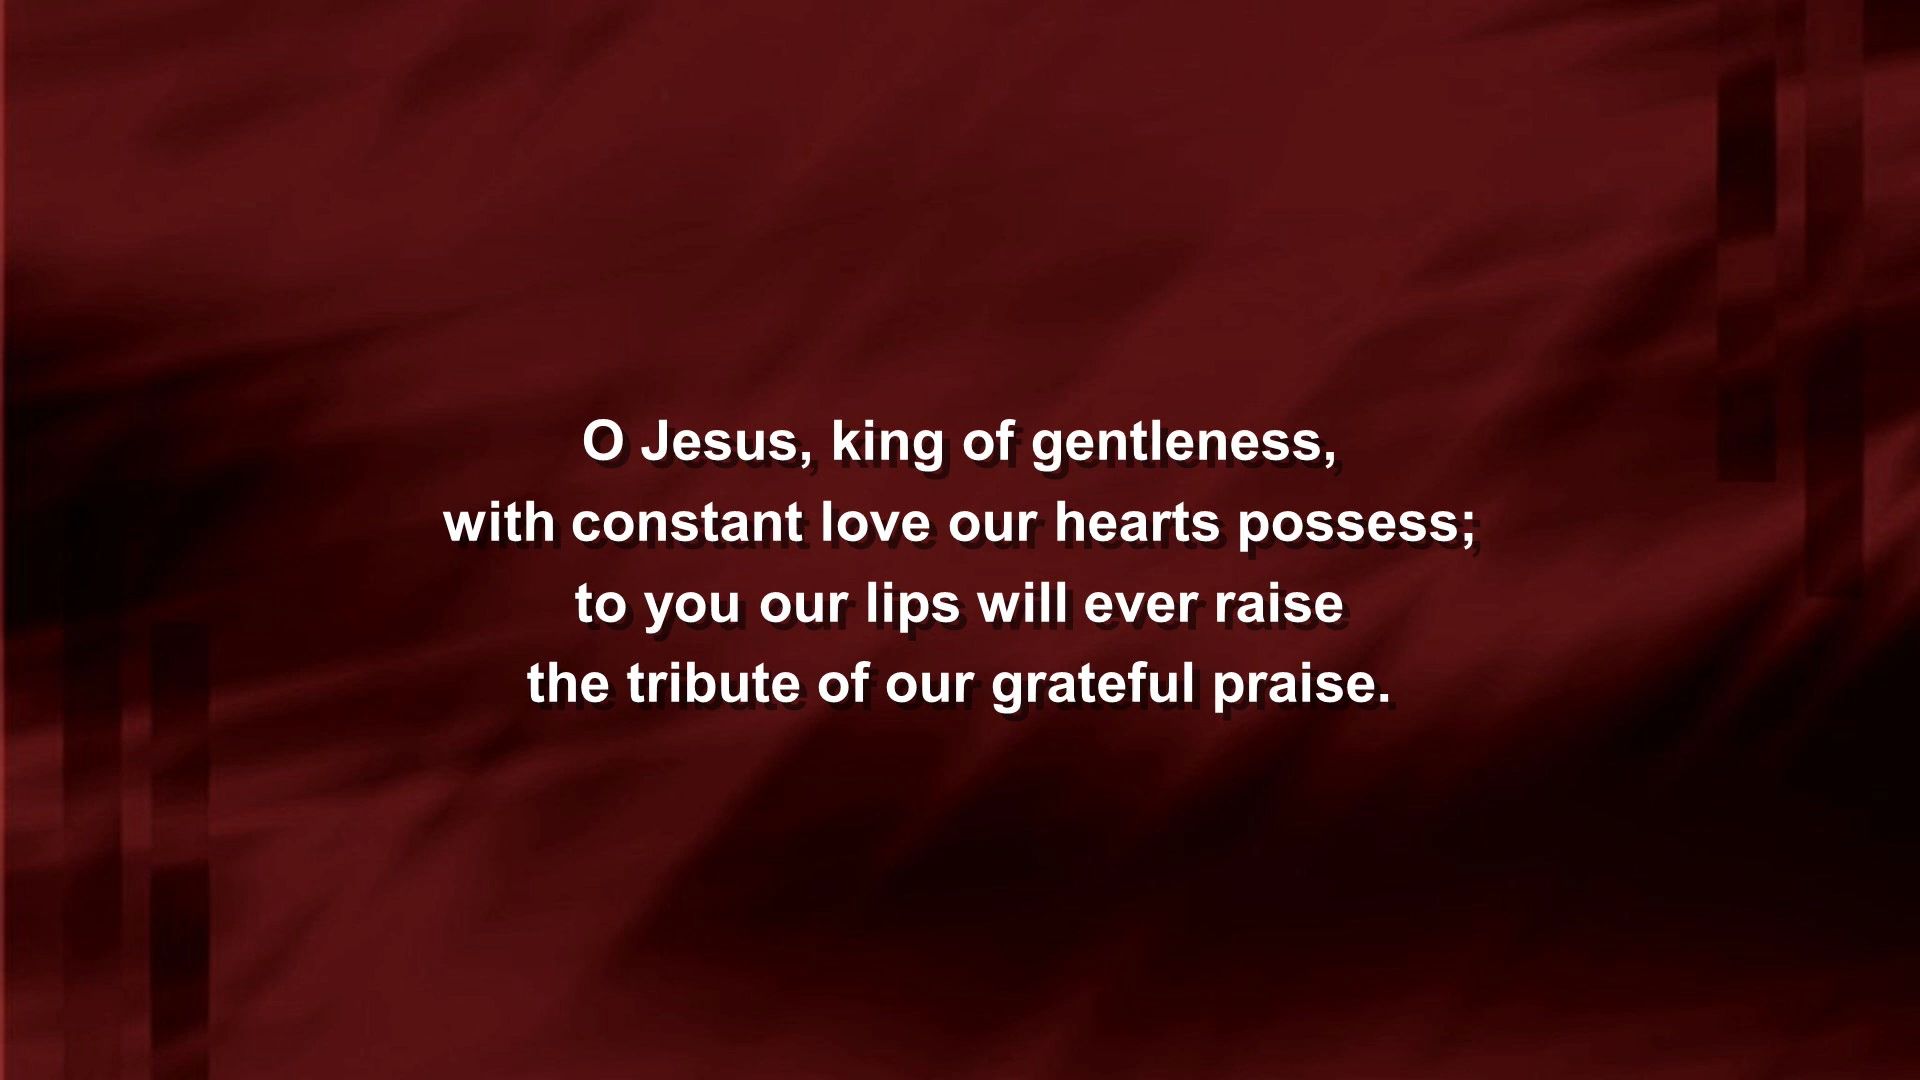 O Jesus, king of gentleness,
with constant love our hearts possess;
to you our lips will ever raise
the tribute of our grateful praise.